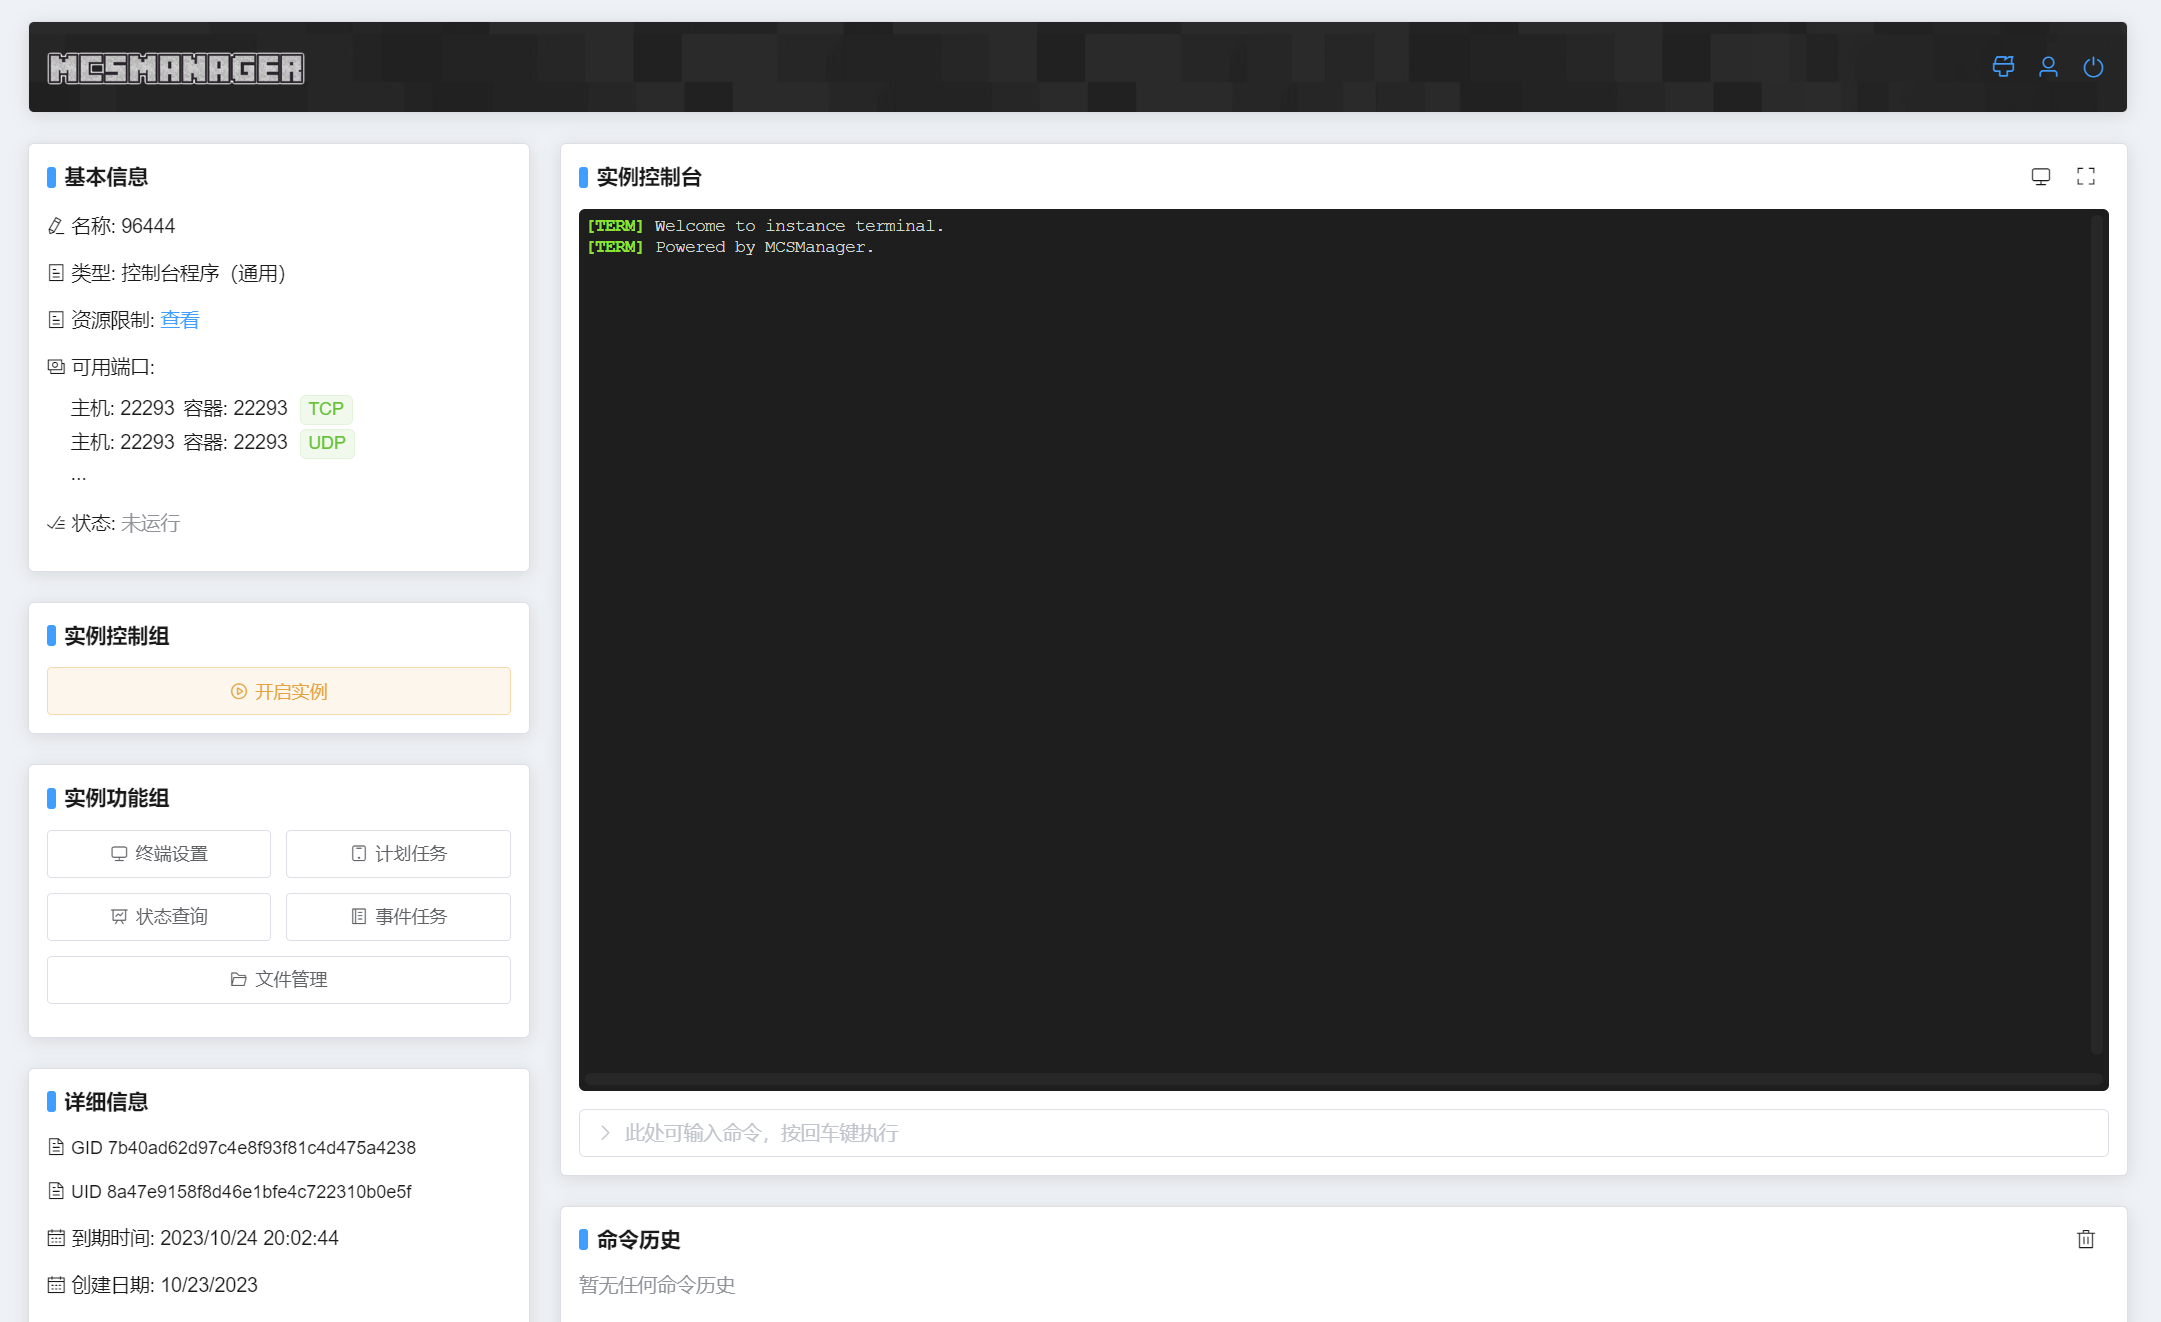 MCSMANAGER
基本信息
名称: 96444
类型: 控制台程序（通用）
资源限制: 查看
可用端口:
主机: 22293 容器: 22293 TCP
主机: 22293 容器: 22293 UDP
...
状态: 未运行
实例控制组
开启实例
实例功能组
终端设置
计划任务
状态查询
事件任务
文件管理
详细信息
GID 7b40ad62d97c4e8f93f81c4d475a4238
UID 8a47e9158f8d46e1bfe4c722310b0e5f
到期时间: 2023/10/24 20:02:44
创建日期: 10/23/2023
实例控制台
[TERM] Welcome to instance terminal.
[TERM] Powered by MCSManager.
此处可输入命令，按回车键执行
命令历史
暂无任何命令历史